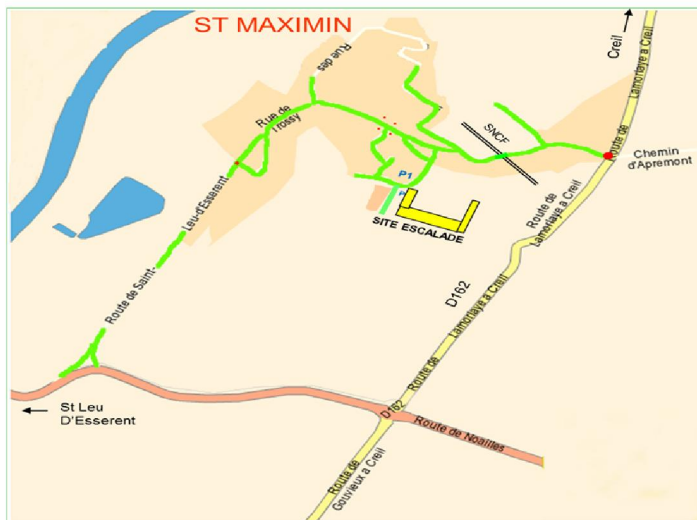 ST MAXIMIN
Creil
Rue des
Lamorlaye a Creil
Rue de
Trossy
SNCF
Route de
Chemin
d'Apremont
P1
P
Leu-d'Esserent
SITE ESCALADE
Route de
Lamorlaye a Creil
Route de Saint-
D162
Lamorlaye a Creil
Route de
St Leu
D'Esserent
D162
Route de Noailles
Route de
Gouvieux a Creil